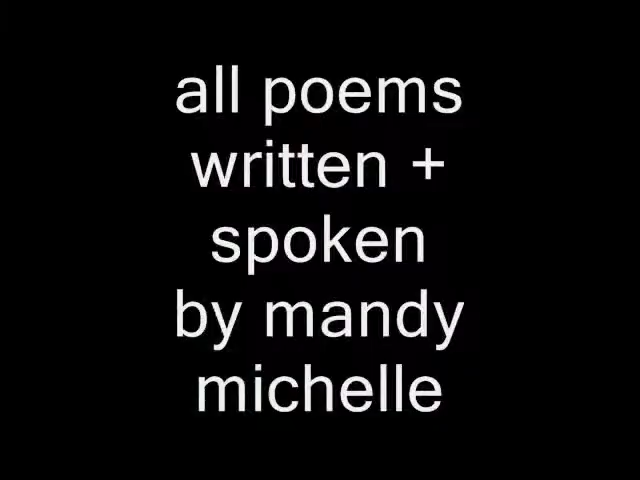 all poems
written +
spoken
by mandy
michelle